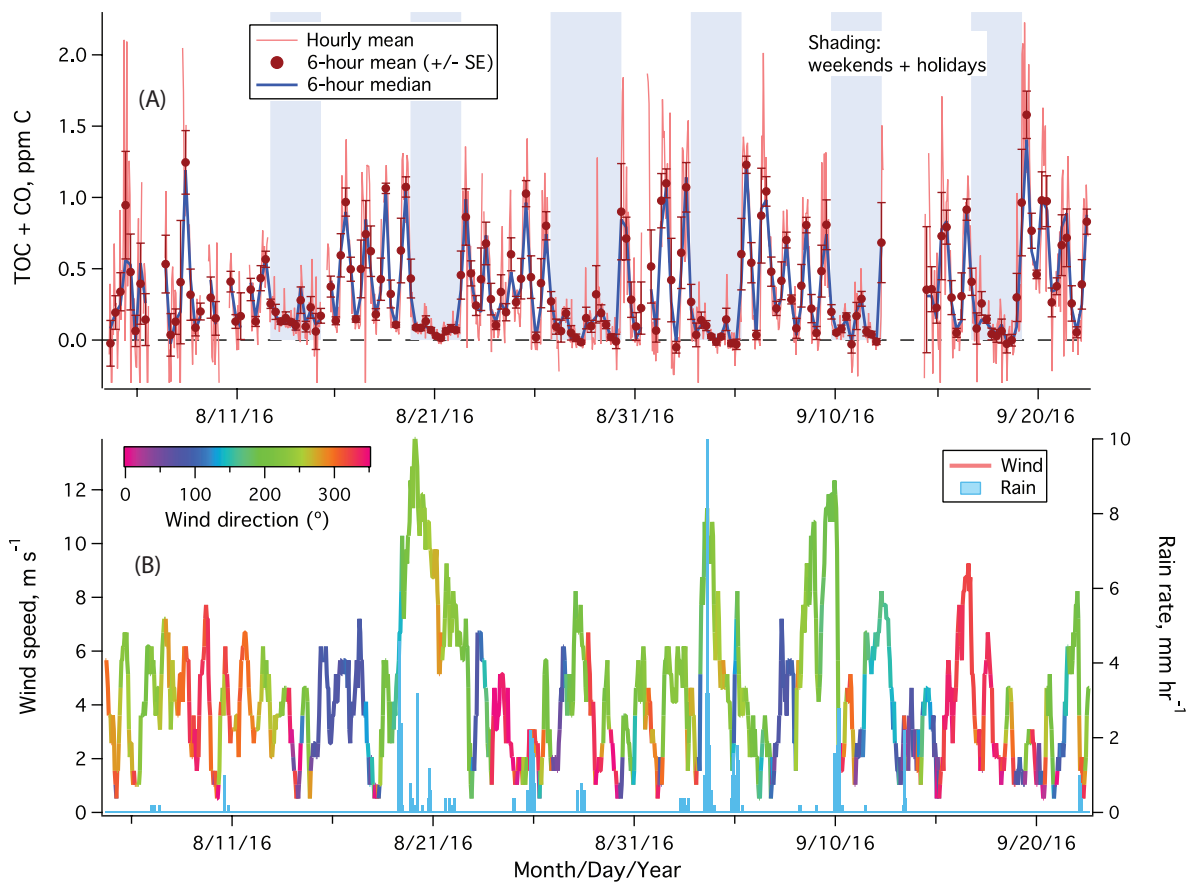 TOC + CO, ppm C
2.0
1.5
1.0
0.5
0.0
(A)
Hourly mean
6-hour mean (+/- SE)
6-hour median
Shading:
weekends + holidays
8/11/16
8/21/16
8/31/16
9/10/16
9/20/16
Wind speed, m s-1
12
10
8
6
4
2
0
0
100
200
300
Wind direction (º)
(B)
Wind
Rain
10
8
6
4
2
0
Rain rate, mm hr-1
8/11/16
8/21/16
8/31/16
9/10/16
9/20/16
Month/Day/Year